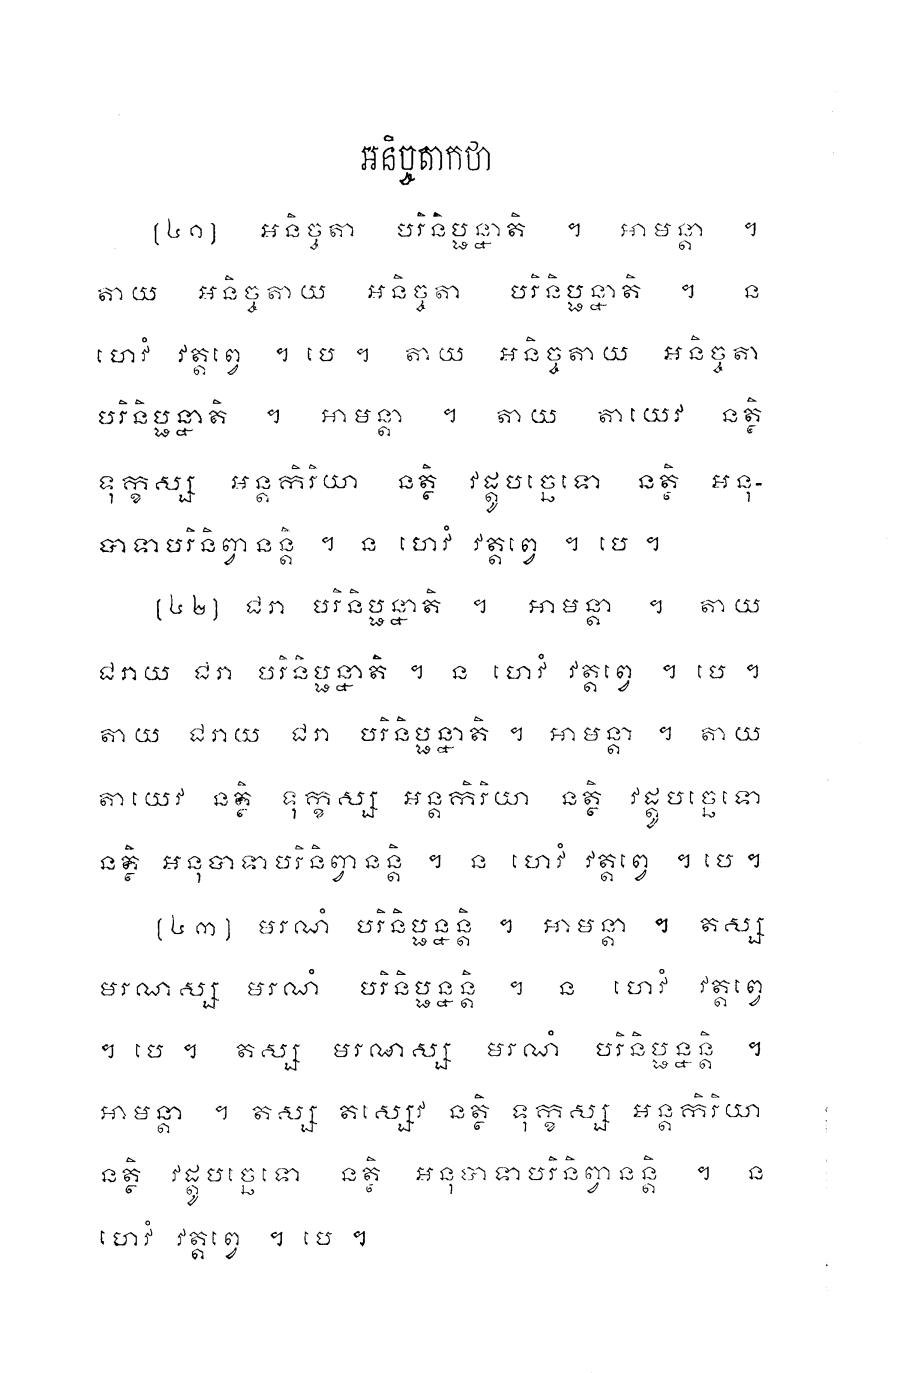 អនិច្ចតាកថា
(៤១) អនិច្ចតា បរិនិប្ផន្នាតិ ។ អាមន្តា ។
តាយ អនិច្ចតាយ អនិច្ចតា បរិនិប្ផន្នាតិ ។ ន
ហេវំ វត្តព្វេ ។ បេ ។ តាយ អនិច្ចតាយ អនិច្ចតា
បរិនិប្ផន្នាតិ ។ អាមន្តា ។ តាយ តាយេវ នត្ថិ
ទុក្ខស្ស អន្តកិរិយា នត្ថិ វដ្តូបច្ឆេទោ នត្ថិ អនុ-
បាទាបរិនិព្វានន្តិ ។ ន ហេវំ វត្តព្វេ ។ បេ ។
(៤២) ជរា បរិនិប្ផន្នាតិ ។ អាមន្តា ។ តាយ
ជរាយ ជរា បរិនិប្ផន្នាតិ ។ ន ហេវំ វត្តព្វេ ។ បេ ។
តាយ ជរាយ ជរា បរិនិប្ផន្នាតិ ។ អាមន្តា ។ តាយ
តាយេវ នត្ថិ ទុក្ខស្ស អន្តកិរិយា នត្ថិ វដ្តូបច្ឆេទោ
នត្ថិ អនុបាទាបរិនិព្វានន្តិ ។ ន ហេវំ វត្តព្វេ ។ បេ ។
(៤៣) មរណំ បរិនិប្ផន្នន្តិ ។ អាមន្តា ។ តស្ស
មរណស្ស មរណំ បរិនិប្ផន្នន្តិ ។ ន ហេវំ វត្តព្វេ
។ បេ ។ តស្ស មរណស្ស មរណំ បរិនិប្ផន្នន្តិ ។
អាមន្តា ។ តស្ស តស្សេវ នត្ថិ ទុក្ខស្ស អន្តកិរិយា
នត្ថិ វដ្តូបច្ឆេទោ នត្ថិ អនុបាទាបរិនិព្វានន្តិ ។ ន
ហេវំ វត្តព្វេ ។ បេ ។